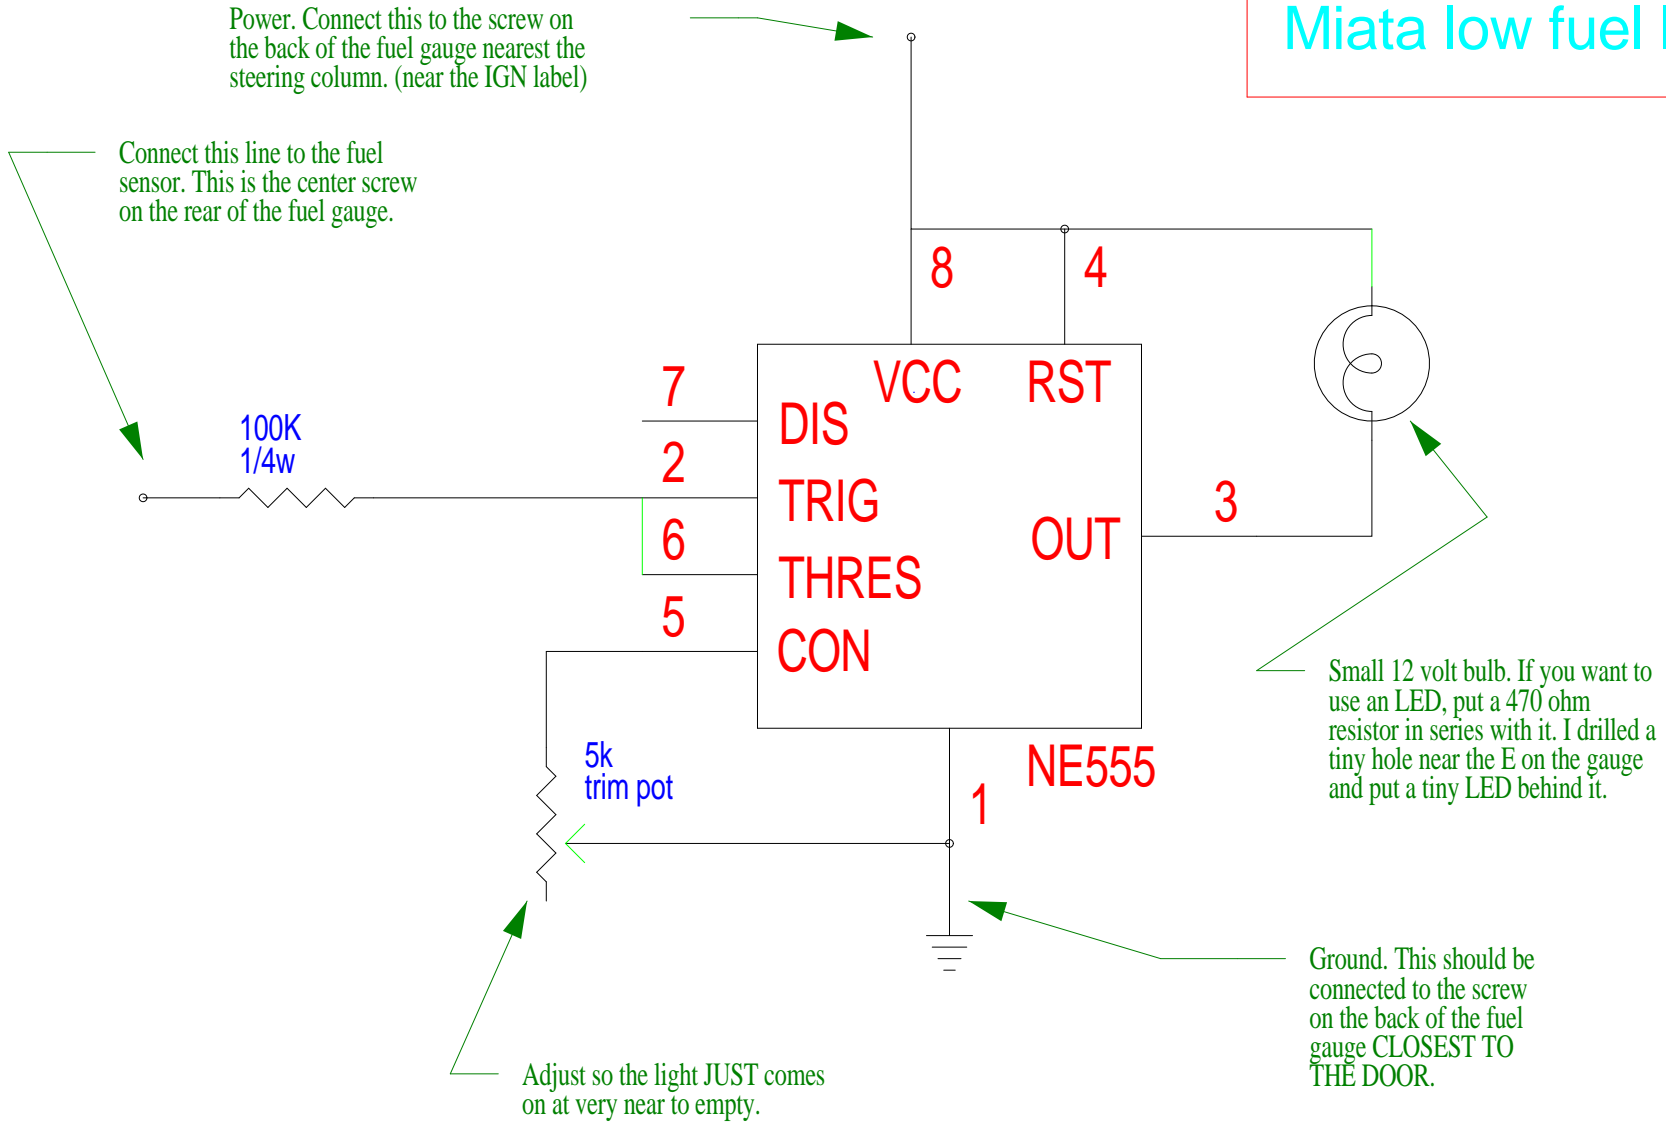 Power. Connect this to the screw on
the back of the fuel gauge nearest the
steering column. (near the IGN label)
Miata low fuel
Connect this line to the fuel
sensor. This is the center screw
on the rear of the fuel gauge.
8
4
VCC
RST
7
DIS
100K
1/4w
2
TRIG
3
6
OUT
THRES
5
CON
Small 12 volt bulb. If you want to
use an LED, put a 470 ohm
resistor in series with it. I drilled a
tiny hole near the E on the gauge
and put a tiny LED behind it.
5k
trim pot
NE555
1
Ground. This should be
connected to the screw
on the back of the fuel
gauge CLOSEST TO
THE DOOR.
Adjust so the light JUST comes
on at very near to empty.